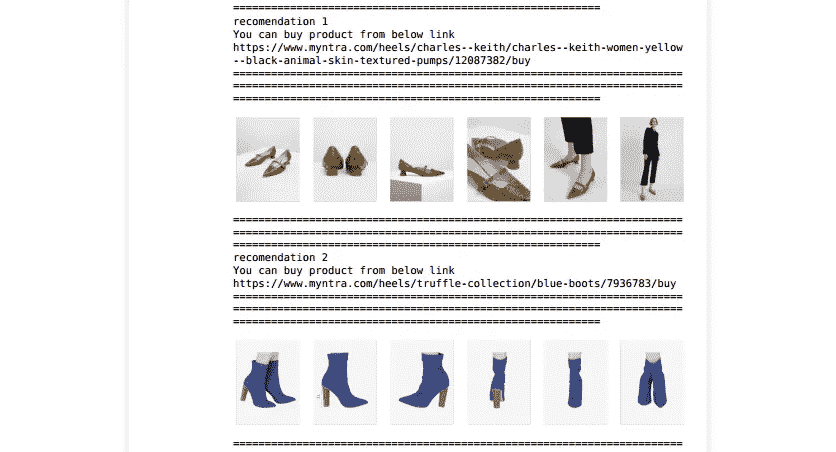 =======================================================
recomendation 1
You can buy product from below link
https://www.myntra.com/heels/charles--keith/charles--keith-women-yellow
--black-animal-skin-textured-pumps/12087382/buy
=======================================================================
=======================================================================
=======================================================
=======================================================================
=======================================================================
=======================================================
recomendation 2
You can buy product from below link
https://www.myntra.com/heels/truffle-collection/blue-boots/7936783/buy
=======================================================================
=======================================================================
=======================================================
=======================================================================